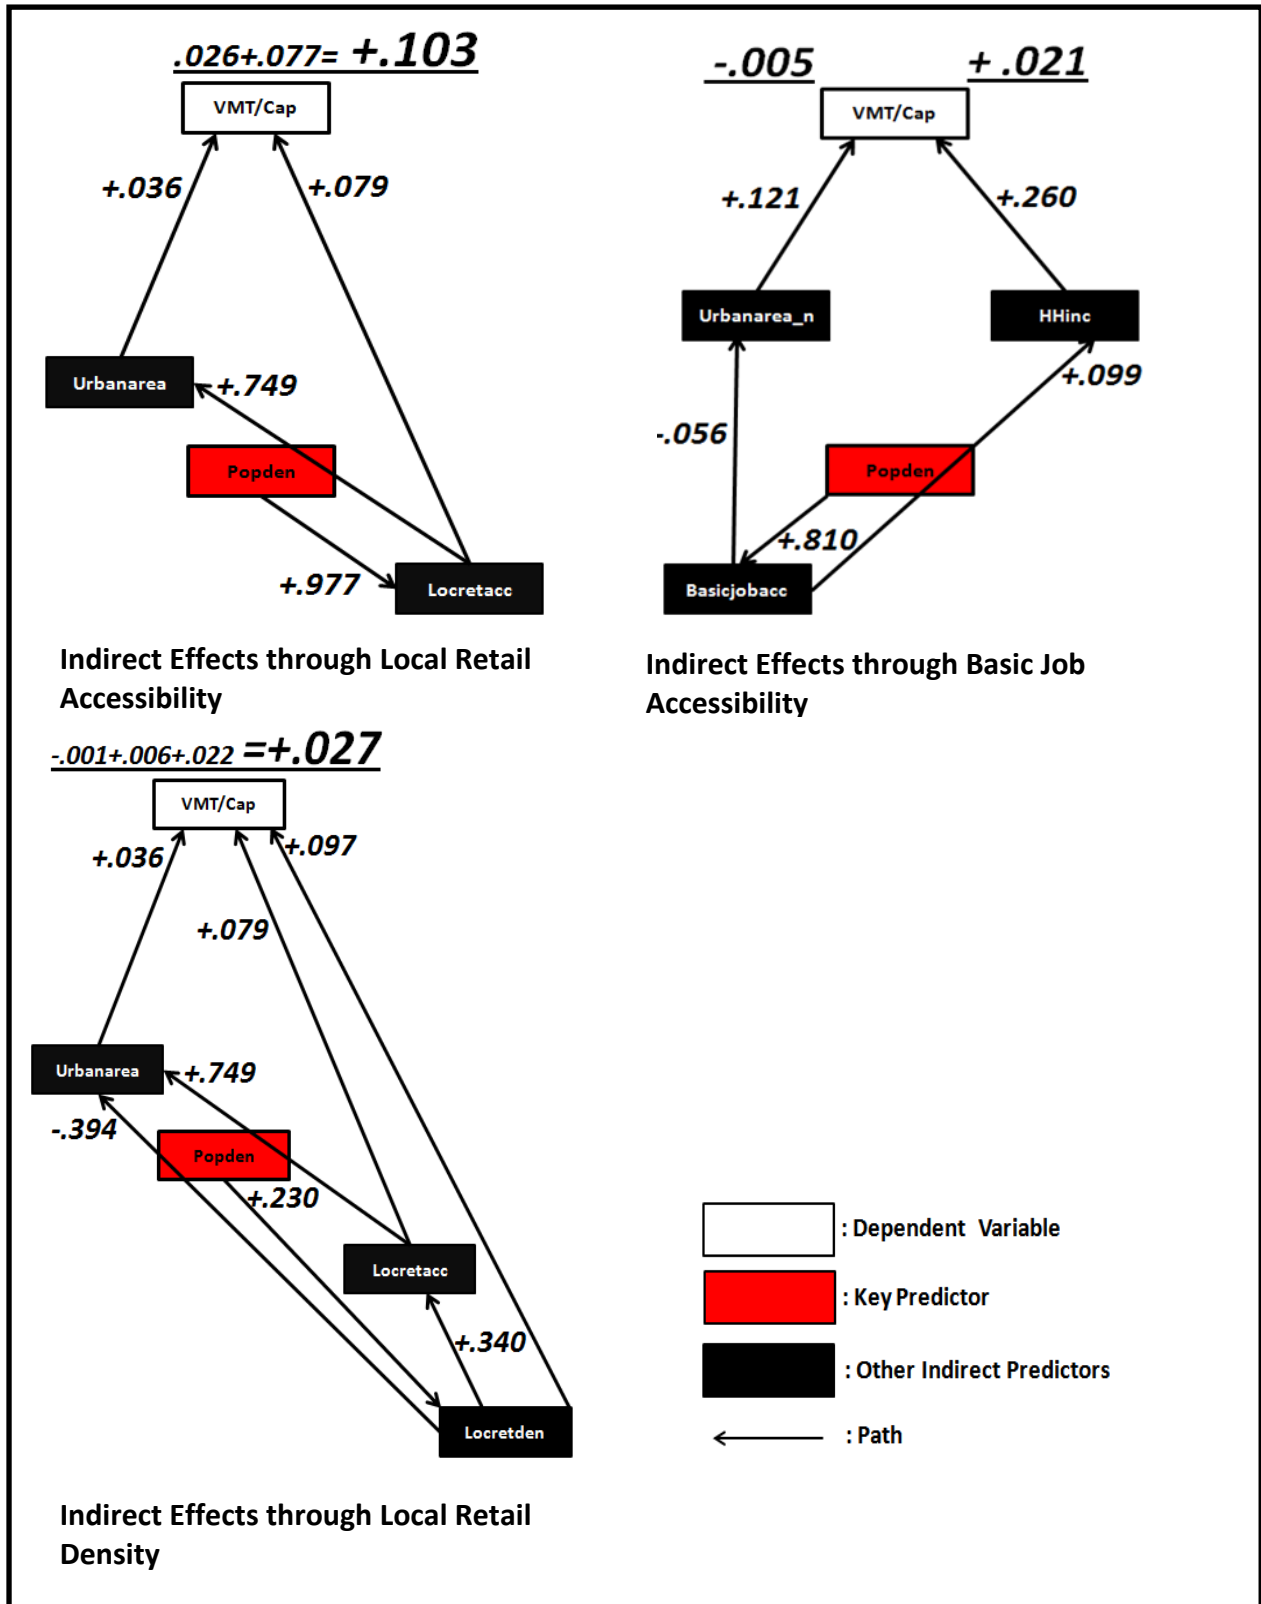 .026+.077= +.103
VMT/Cap
+.036
+.079
Urbanarea
+.749
Popden
+.977
Locretacc
Indirect Effects through Local Retail
Accessibility
-.005
+ .021
VMT/Cap
+.121
+.260
Urbanarea_n
HHinc
+.099
-.056
Popden
+.810
Basicjobacc
Indirect Effects through Basic Job
Accessibility
-.001+.006+.022 =+.027
VMT/Cap
+.036
+.097
+.079
Urbanarea
+.749
-.394
Popden
+.230
Locretacc
+.340
Locretden
Indirect Effects through Local Retail
Density
: Dependent Variable
: Key Predictor
: Other Indirect Predictors
: Path